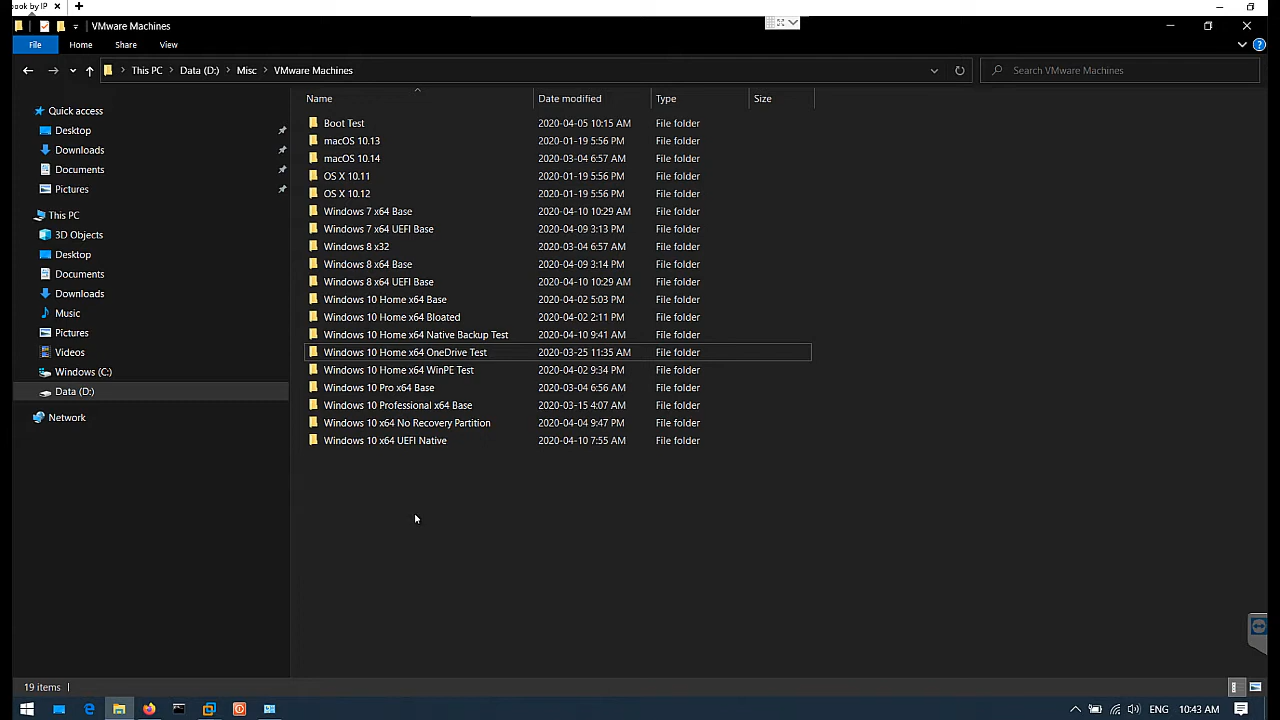 ook by IP
VMware Machines
File Home Share View
This PC Data (D:) Misc VMware Machines
Search VMware Machines
Name Date modified Type Size
Quick access
Desktop
Downloads
Documents
Pictures
This PC
3D Objects
Desktop
Documents
Downloads
Music
Pictures
Videos
Windows (C:)
Data (D:)
Network
Boot Test 2020-04-05 10:15 AM File folder
macOS 10.13 2020-01-19 5:56 PM File folder
macOS 10.14 2020-03-04 6:57 AM File folder
OS X 10.11 2020-01-19 5:56 PM File folder
OS X 10.12 2020-01-19 5:56 PM File folder
Windows 7 x64 Base 2020-04-10 10:29 AM File folder
Windows 7 x64 UEFI Base 2020-04-09 3:13 PM File folder
Windows 8 x32 2020-03-04 6:57 AM File folder
Windows 8 x64 Base 2020-04-09 3:14 PM File folder
Windows 8 x64 UEFI Base 2020-04-10 10:29 AM File folder
Windows 10 Home x64 Base 2020-04-02 5:03 PM File folder
Windows 10 Home x64 Bloated 2020-04-02 2:11 PM File folder
Windows 10 Home x64 Native Backup Test 2020-04-10 9:41 AM File folder
Windows 10 Home x64 OneDrive Test 2020-03-25 11:35 AM File folder
Windows 10 Home x64 WinPE Test 2020-04-02 9:34 PM File folder
Windows 10 Pro x64 Base 2020-03-04 6:56 AM File folder
Windows 10 Professional x64 Base 2020-03-15 4:07 AM File folder
Windows 10 x64 No Recovery Partition 2020-04-04 9:47 PM File folder
Windows 10 x64 UEFI Native 2020-04-10 7:55 AM File folder
19 items
ENG 10:43 AM